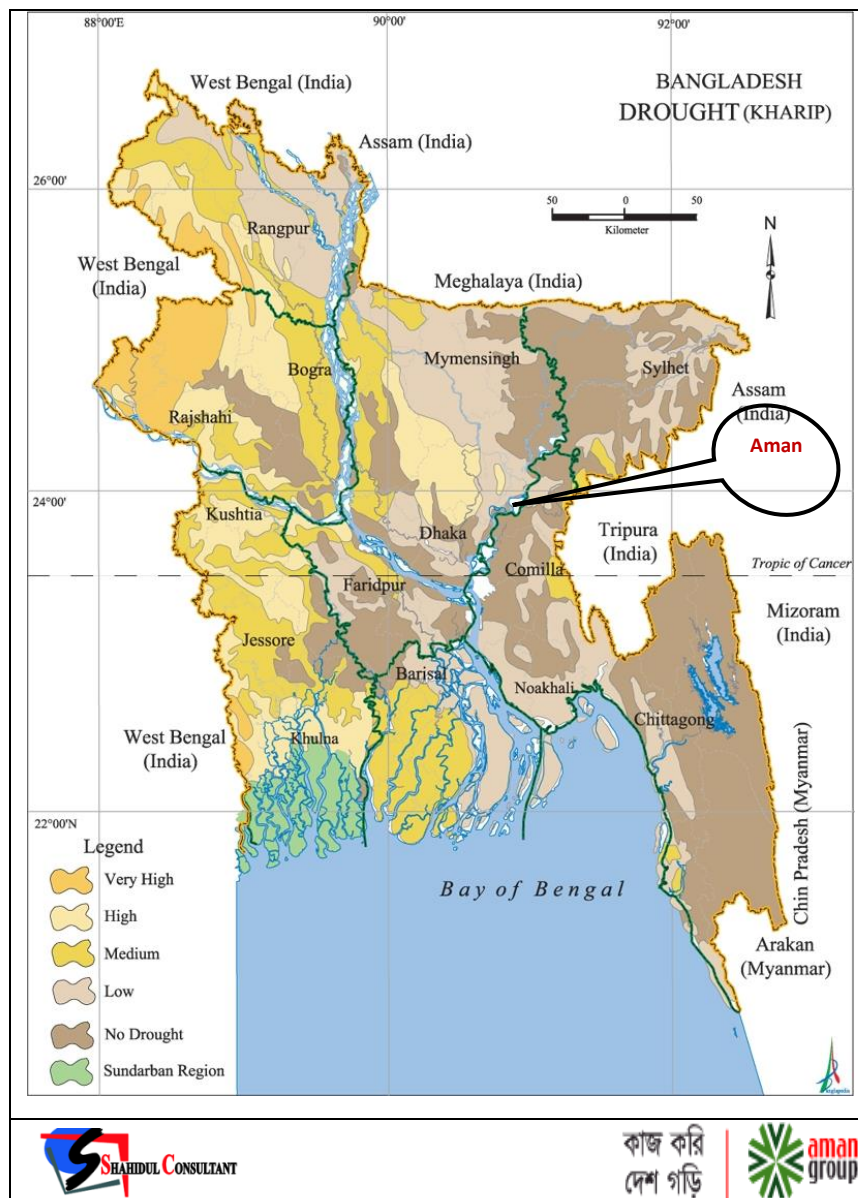 88°00'E
90°00'
92°00'
BANGLADESH
DROUGHT (KHARIP)
West Bengal (India)
Assam (India)
26°00'
50 0 50
Kilometer
N
Rangpur
West Bengal
(India)
Meghalaya (India)
Mymensingh
Sylhet
Bogra
Assam
(India)
Rajshahi
Aman
24°00'
Kushtia
Dhaka
Tripura
(India)
Comilla
Tropic of Cancer
Faridpur
Mizoram
(India)
Jessore
Barisal
Noakhali
Chittagong
West Bengal
(India)
Khulna
Chin Pradesh (Myanmar)
22°00'N
Legend
Very High
High
Medium
Low
No Drought
Sundarban Region
Bay of Bengal
Arakan
(Myanmar)
SHAHIDUL CONSULTANT
কাজ করি
দেশ গড়ি
aman
group